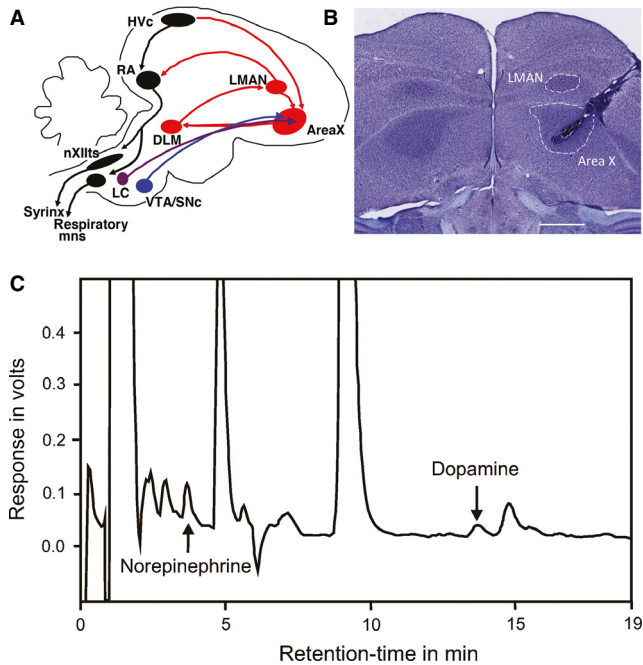 A
HVc
RA
LMAN
AreaX
DLM
nXIIts
LC
VTA/SNc
Syrinx
Respiratory
mns
B
LMAN
Area X
C
Response in volts
0.4
0.3
0.2
0.1
0.0
Norepinephrine
Dopamine
0
5
10
15
19
Retention-time in min